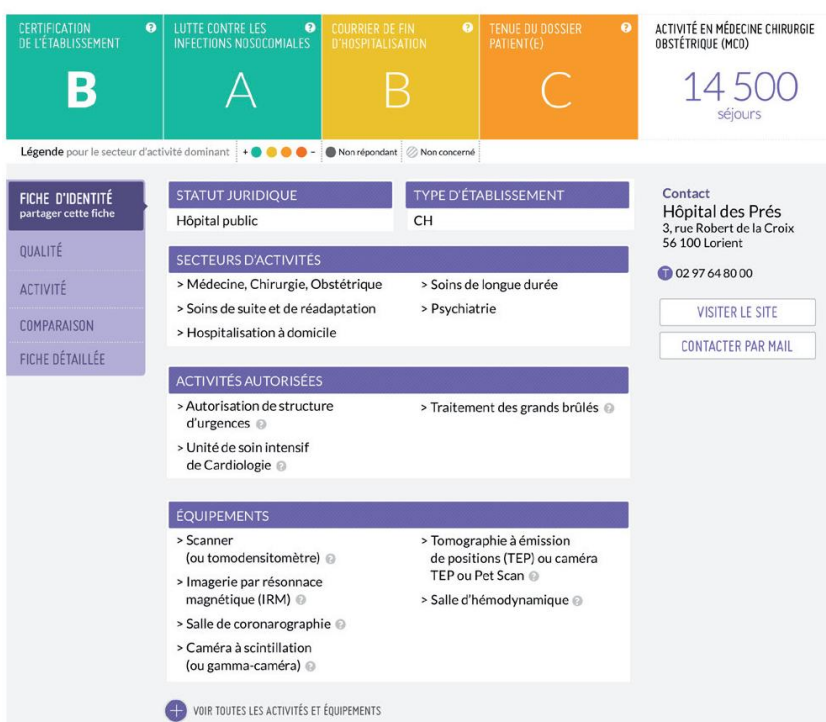 CERTIFICATION
DE L'ÉTABLISSEMENT
?
B
LUTTE CONTRE LES
INFECTIONS NOSOCOMIALES
?
A
COURRIER DE FIN
D'HOSPITALISATION
?
B
TENUE DU DOSSIER
PATIENT(E)
?
C
ACTIVITÉ EN MÉDECINE CHIRURGIE
OBSTÉTRIQUE (MCO)
14 500
séjours
Légende pour le secteur d'activité dominant + - Non répondant Non concerné
FICHE D'IDENTITÉ
partager cette fiche
QUALITÉ
ACTIVITÉ
COMPARAISON
FICHE DÉTAILLÉE
STATUT JURIDIQUE
Hôpital public
TYPE D'ÉTABLISSEMENT
CH
SECTEURS D'ACTIVITÉS
> Médecine, Chirurgie, Obstétrique
> Soins de suite et de réadaptation
> Hospitalisation à domicile
> Soins de longue durée
> Psychiatrie
ACTIVITÉS AUTORISÉES
> Autorisation de structure
d'urgences ?
> Unité de soin intensif
de Cardiologie ?
> Traitement des grands brûlés ?
ÉQUIPEMENTS
> Scanner
(ou tomodensitomètre) ?
> Imagerie par résonnace
magnétique (IRM) ?
> Salle de coronarographie ?
> Caméra à scintillation
(ou gamma-caméra) ?
> Tomographie à émission
de positions (TEP) ou caméra
TEP ou Pet Scan ?
> Salle d'hémodynamique ?
+ VOIR TOUTES LES ACTIVITÉS ET ÉQUIPEMENTS
Contact
Hôpital des Prés
3, rue Robert de la Croix
56 100 Lorient
T 02 97 64 80 00
VISITER LE SITE
CONTACTER PAR MAIL